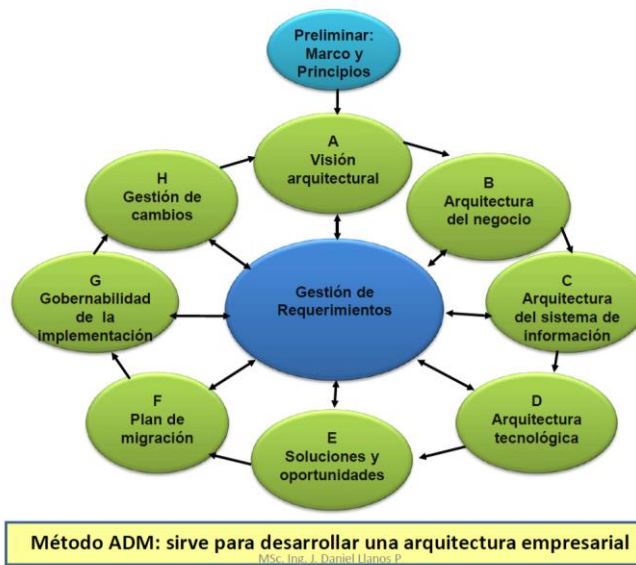 Preliminar:
Marco y
Principios
A
Visión
arquitectural
B
Arquitectura
del negocio
C
Arquitectura
del sistema de
información
D
Arquitectura
tecnológica
E
Soluciones y
oportunidades
F
Plan de
migración
G
Gobernabilidad
de la
implementación
H
Gestión de
cambios
Gestión de
Requerimientos
Método ADM: sirve para desarrollar una arquitectura empresarial
MSc. Ing. J. Daniel Llanos P